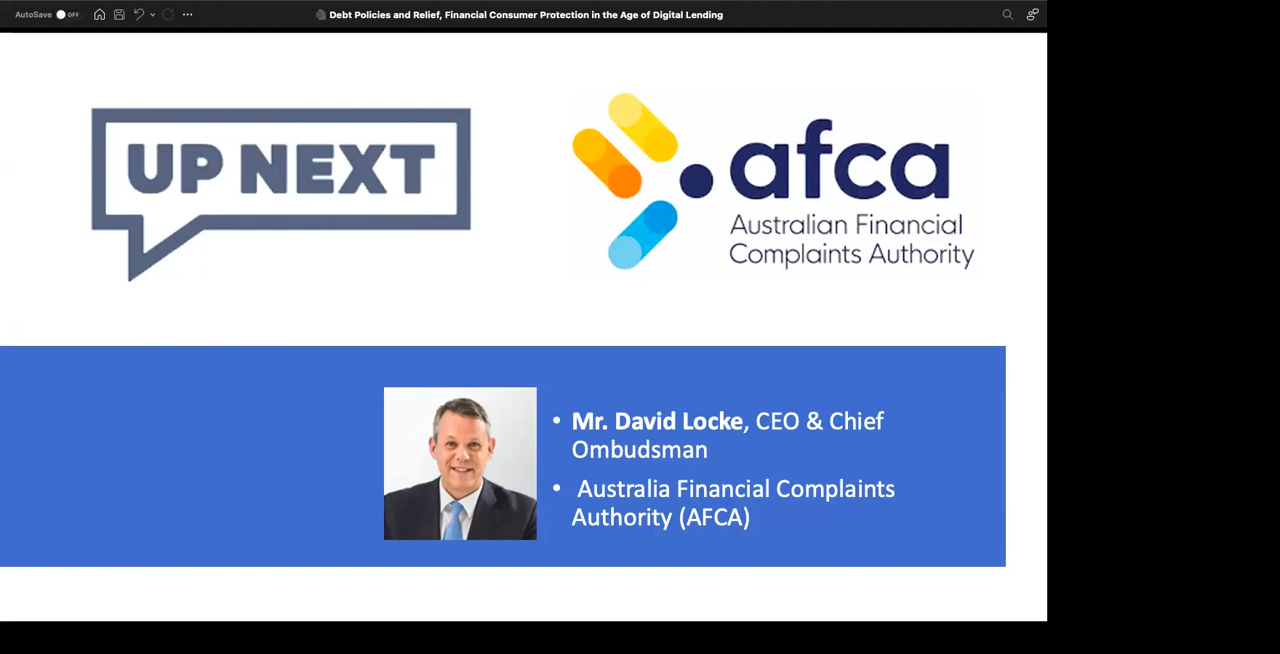 AutoSave OFF
Debt Policies and Relief, Financial Consumer Protection in the Age of Digital Lending
UP NEXT
afca
Australian Financial
Complaints Authority
• Mr. David Locke, CEO & Chief
Ombudsman
• Australia Financial Complaints
Authority (AFCA)